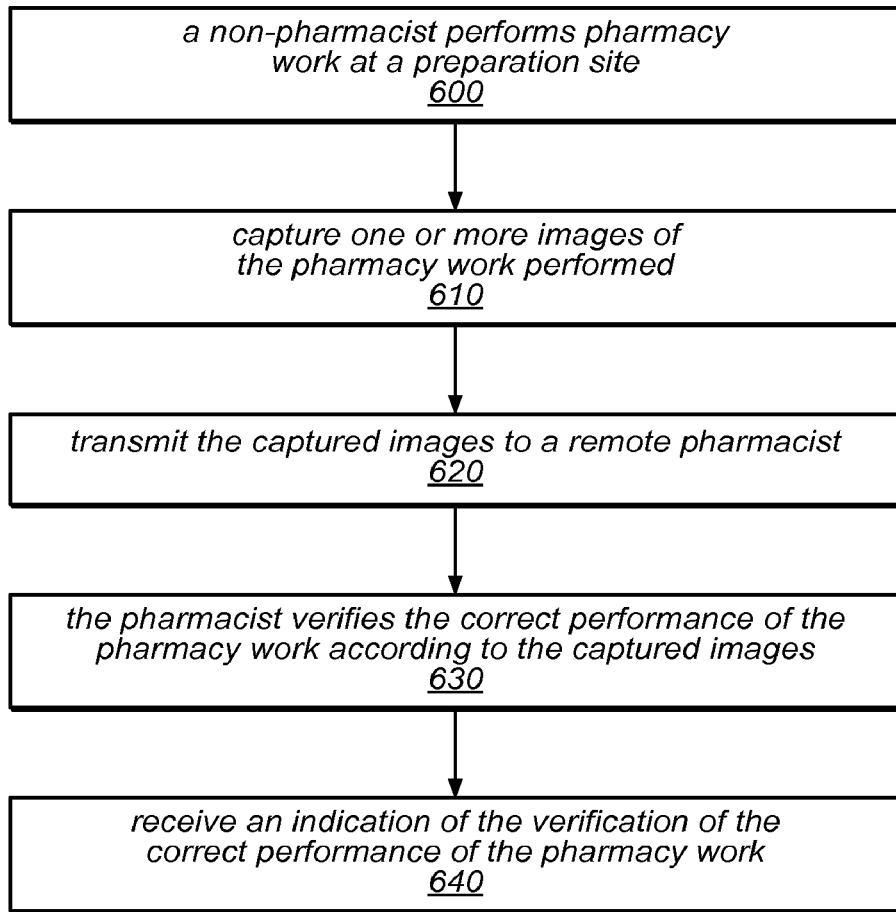 a non-pharmacist performs pharmacy
work at a preparation site
600
capture one or more images of
the pharmacy work performed
610
transmit the captured images to a remote pharmacist
620
the pharmacist verifies the correct performance of the
pharmacy work according to the captured images
630
receive an indication of the verification of the
correct performance of the pharmacy work
640